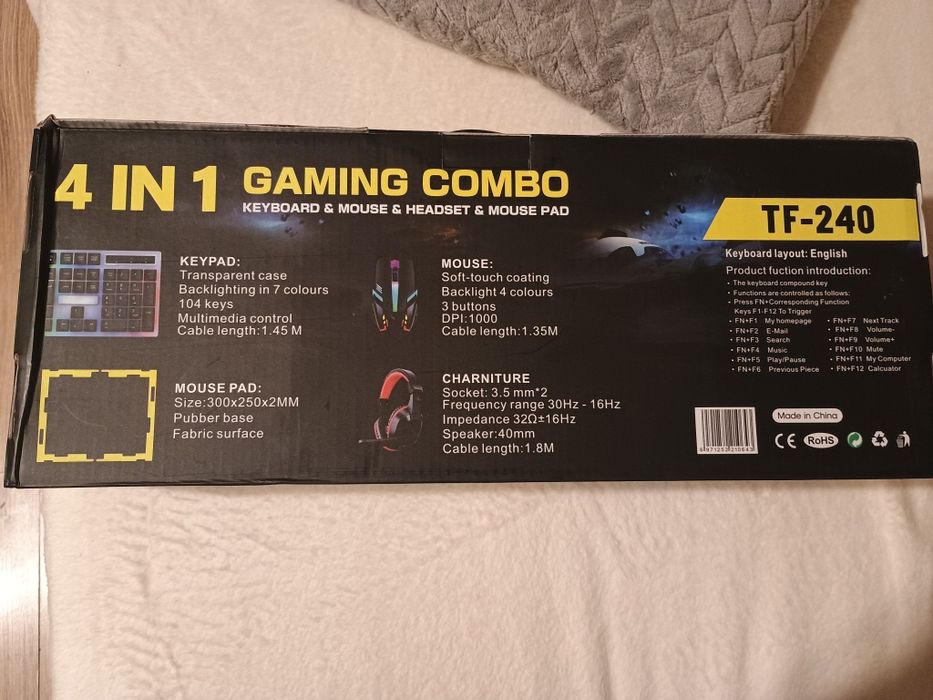 4 IN 1 GAMING COMBO
KEYBOARD & MOUSE & HEADSET & MOUSE PAD
TF-240
KEYPAD:
Transparent case
Backlighting in 7 colours
104 keys
Multimedia control
Cable length:1.45 M
MOUSE:
Soft-touch coating
Backlight 4 colours
3 buttons
DPI:1000
Cable length:1.35M
MOUSE PAD:
Size:300x250x2MM
Pubber base
Fabric surface
CHARNITURE
Socket: 3.5 mm*2
Frequency range 30Hz - 16Hz
Impedance 32Ω±16Hz
Speaker:40mm
Cable length:1.8M
Keyboard layout: English
Product fuction introduction:
• The keyboard compound key
• Functions are controlled as follows:
• Press FN+Corresponding Function
Keys F1-F12 To Trigger
• FN+F1 My homepage
• FN+F2 E-Mail
• FN+F3 Search
• FN+F4 Music
• FN+F5 Play/Pause
• FN+F6 Previous Piece
• FN+F7 Next Track
• FN+F8 Volume-
• FN+F9 Volume+
• FN+F10 Mute
• FN+F11 My Computer
• FN+F12 Calcuator
Made in China
CE RoHS
6971252210643